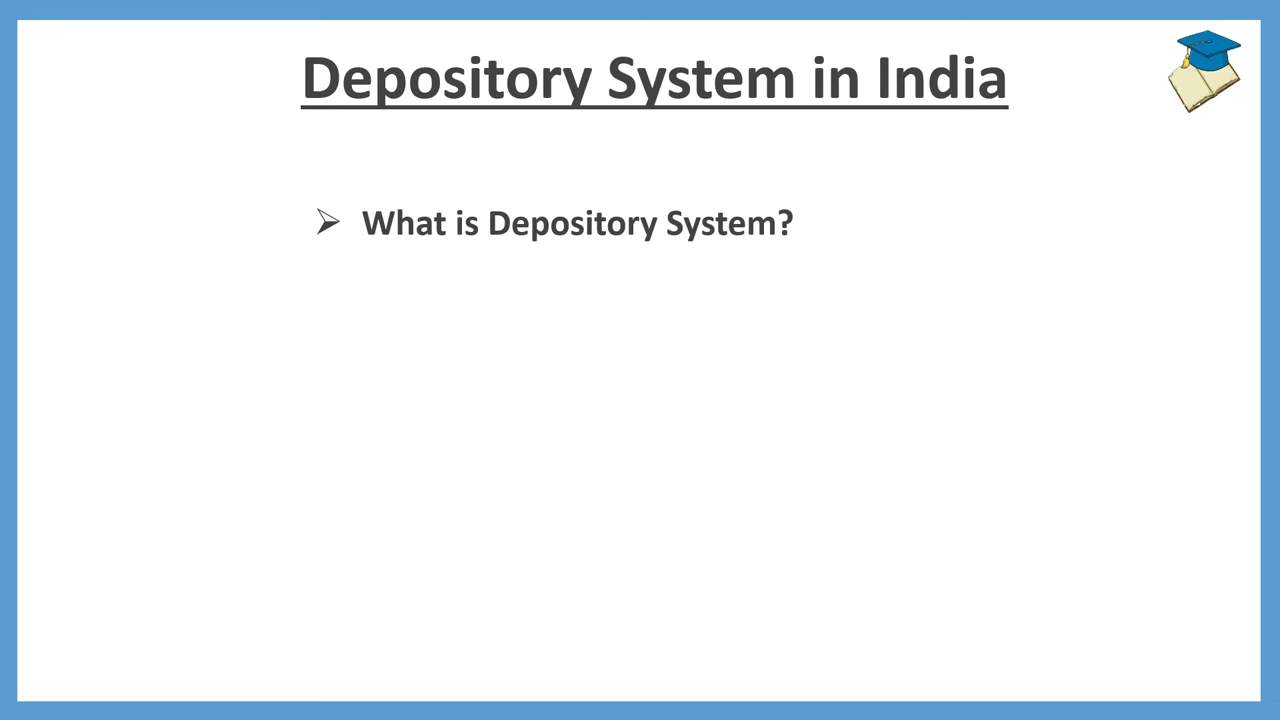 Depository System in India
➢ What is Depository System?